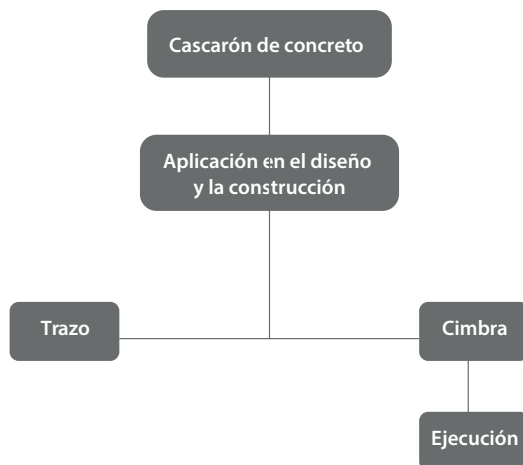 Cascarón de concreto
Aplicación en el diseño
y la construcción
Trazo
Cimbra
Ejecución